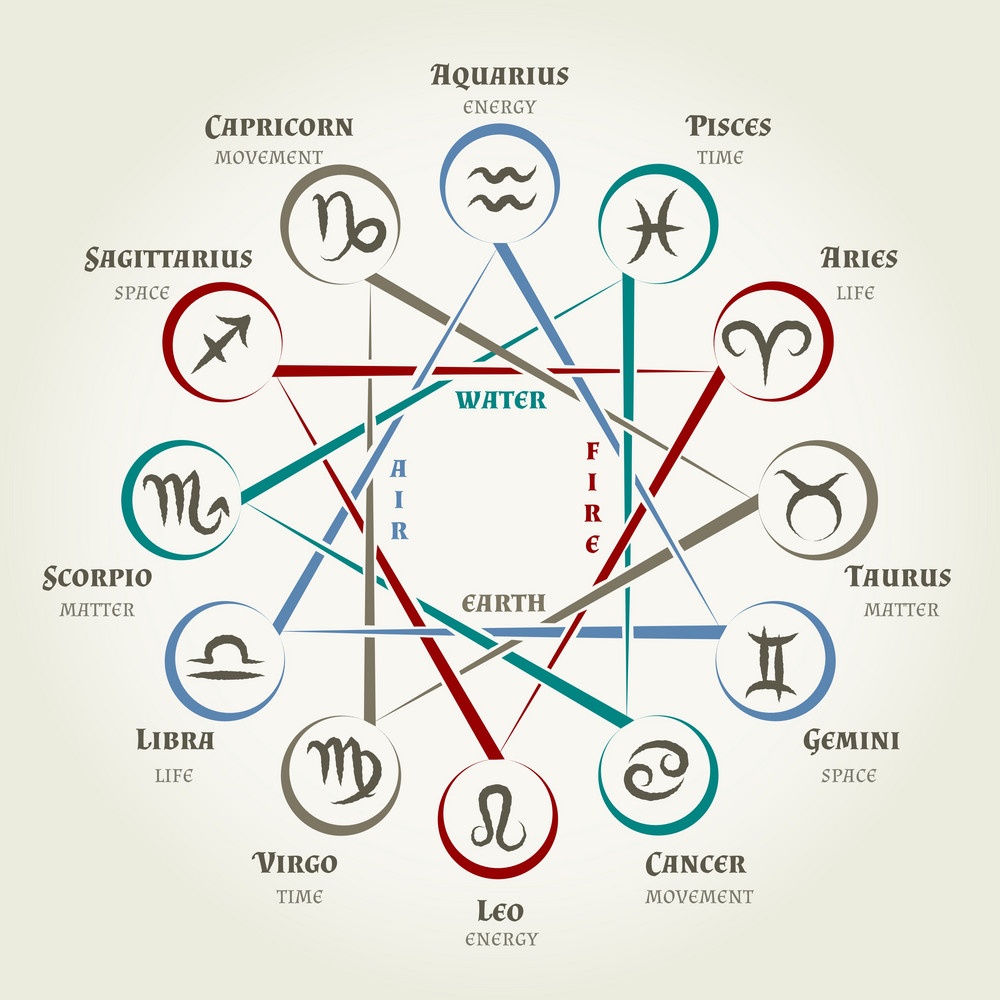 AQUARIUS
ENERGY
PISCES
TIME
ARIES
LIFE
TAURUS
MATTER
GEMINI
SPACE
CANCER
MOVEMENT
LEO
ENERGY
VIRGO
TIME
LIBRA
LIFE
SCORPIO
MATTER
SAGITTARIUS
SPACE
CAPRICORN
MOVEMENT
WATER
FIRE
EARTH
AIR